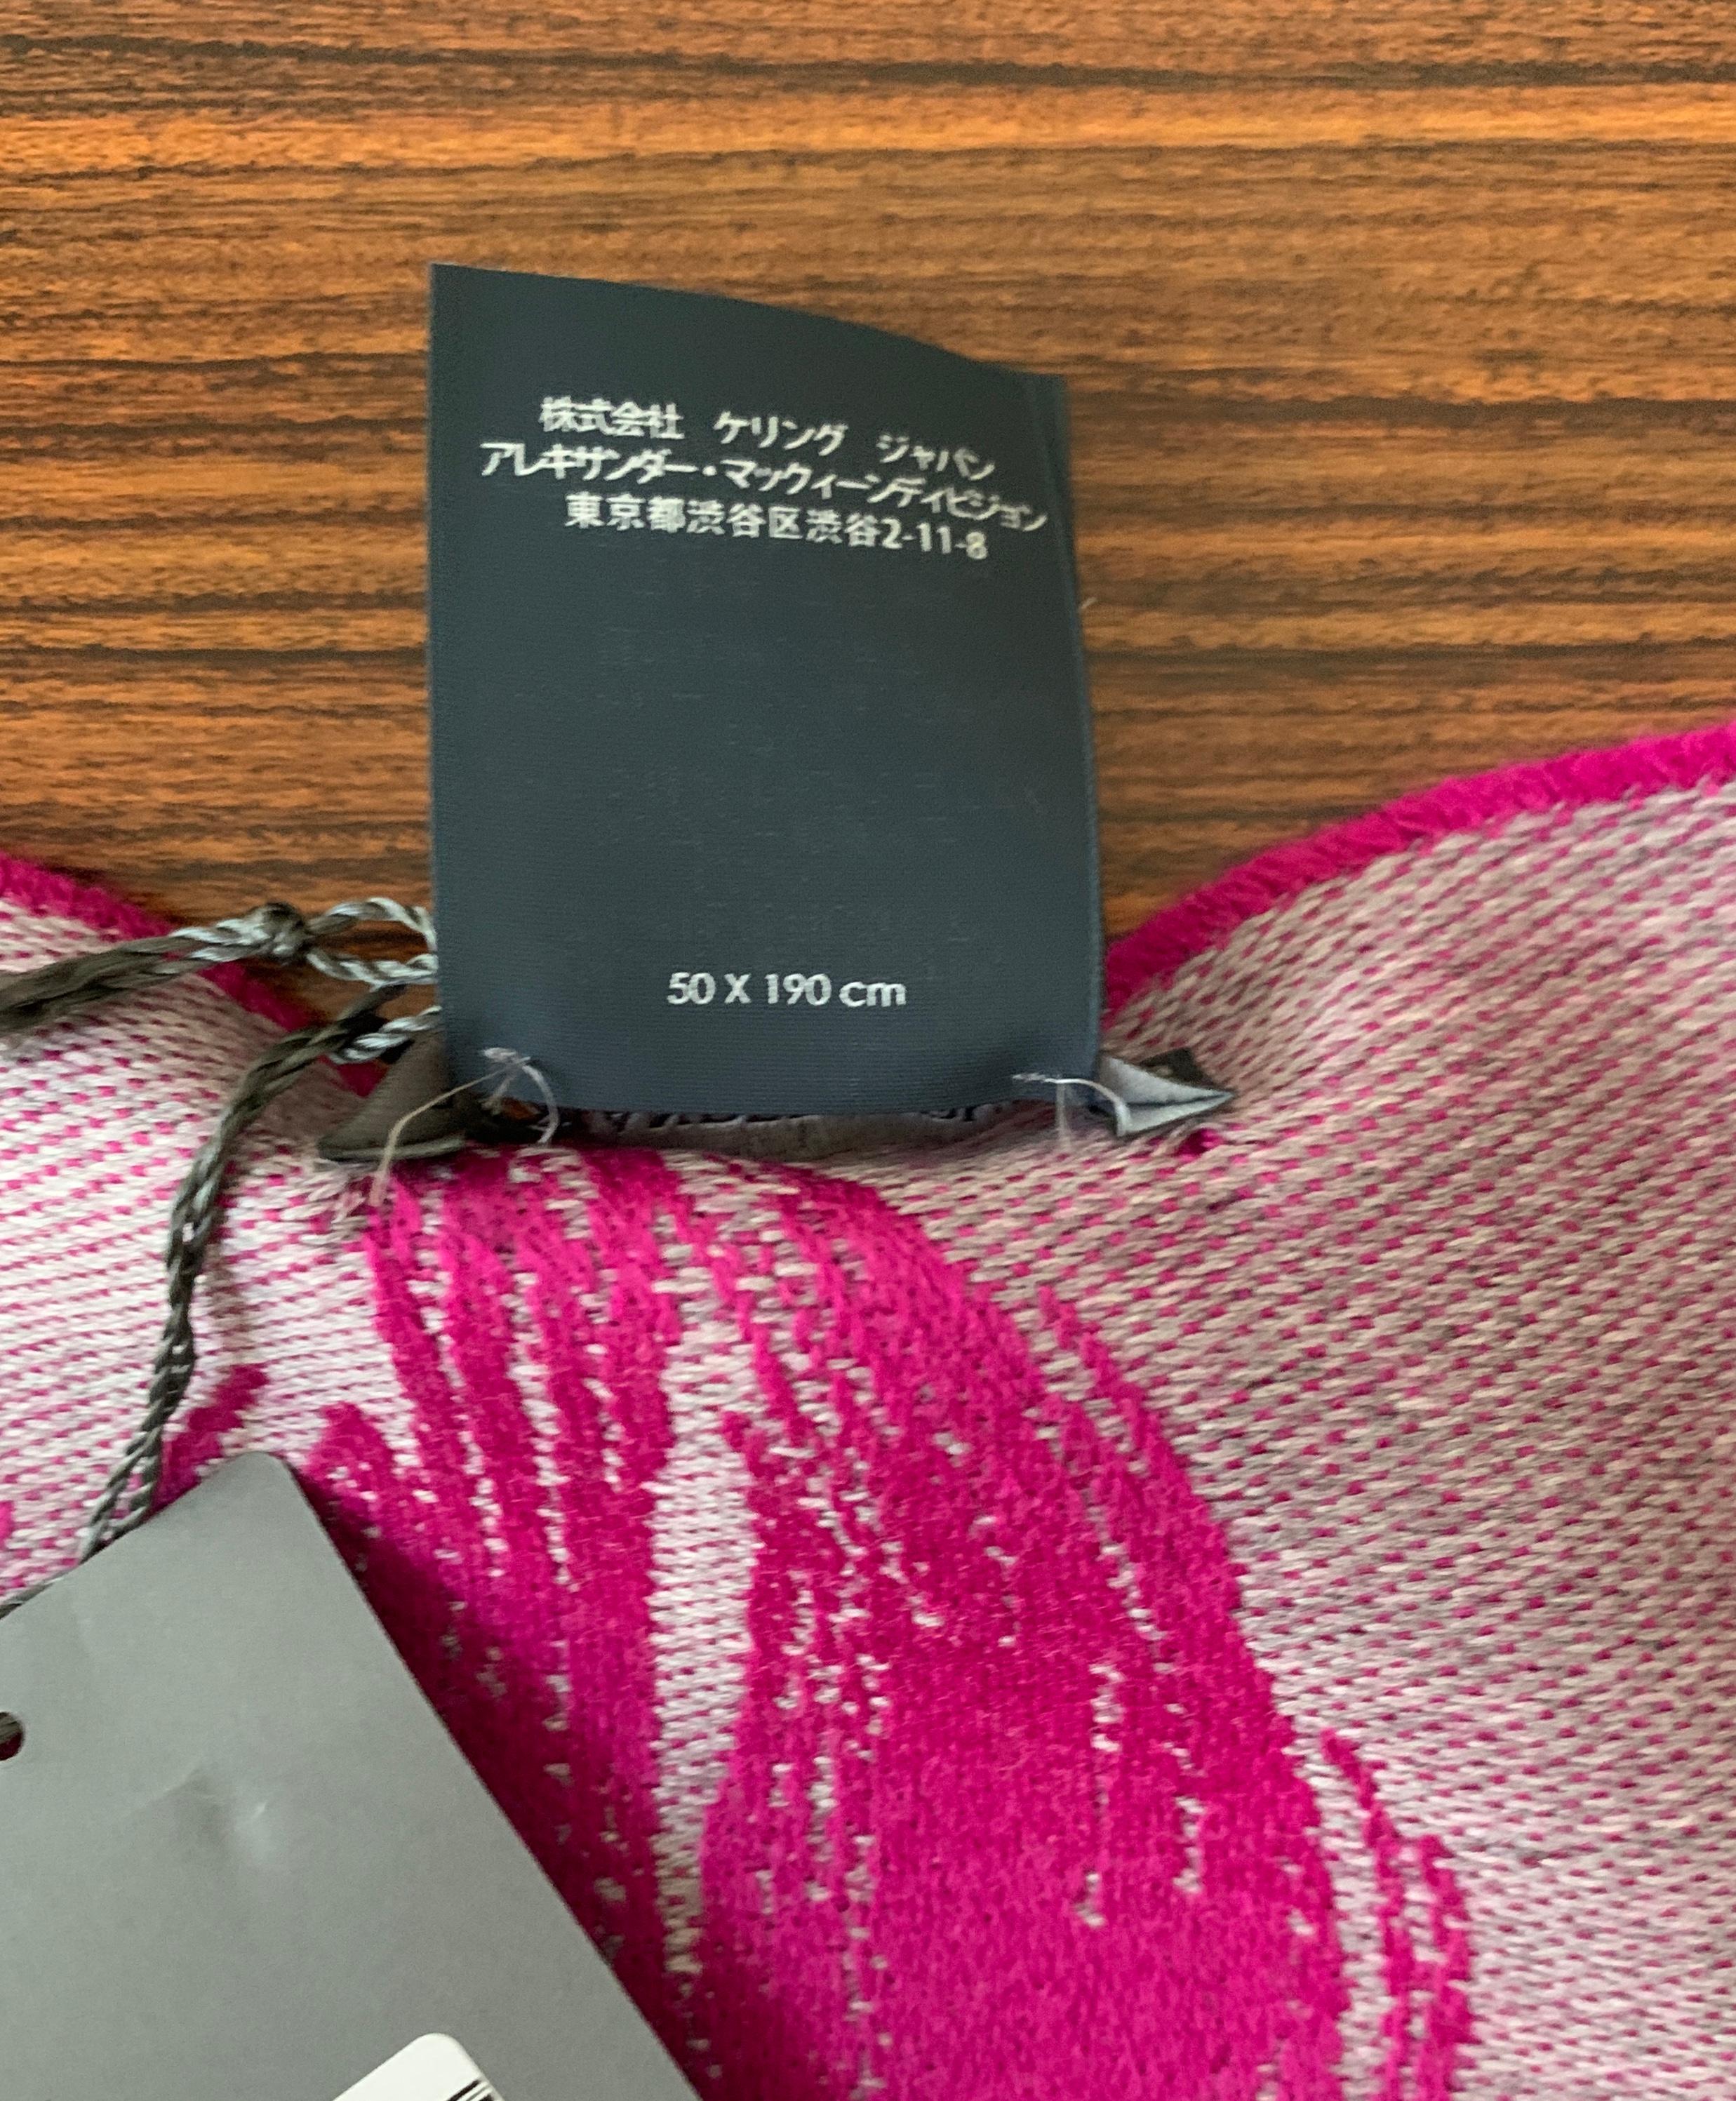 株式会社　ケリング　ジャパン
アレキサンダー・マックィーンディビジョン
東京都渋谷区渋谷2-11-8
50 X 190 cm